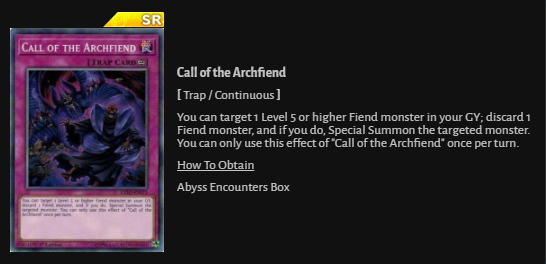 SR
CALL OF THE ARCHFIEND
[TRAP CARD]
You can target 1 Level 5 or higher Fiend monster in your GY;
discard 1 Fiend monster, and if you do, Special Summon the
targeted monster. You can only use this effect of "Call of the
Archfiend" once per turn.
1st Edition
Call of the Archfiend
[ Trap / Continuous ]
You can target 1 Level 5 or higher Fiend monster in your GY; discard 1
Fiend monster, and if you do, Special Summon the targeted monster.
You can only use this effect of "Call of the Archfiend" once per turn.
How To Obtain
Abyss Encounters Box